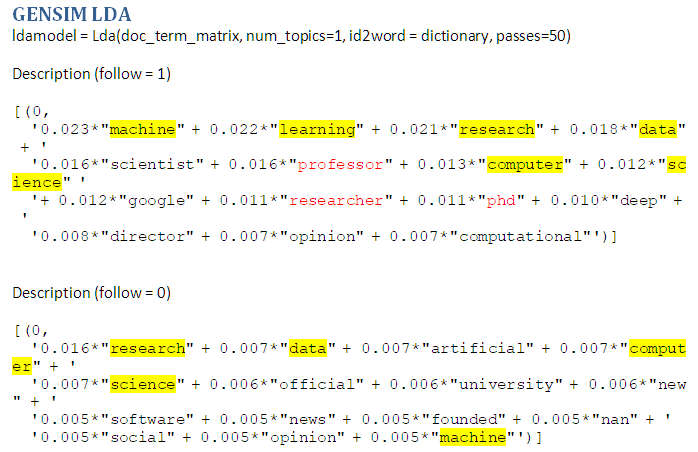 GENSIM LDA
ldamodel = Lda(doc_term_matrix, num_topics=1, id2word = dictionary, passes=50)
Description (follow = 1)
[(0,
'0.023*"machine" + 0.022*"learning" + 0.021*"research" + 0.018*"data"
+ '
'0.016*"scientist" + 0.016*"professor" + 0.013*"computer" + 0.012*"sc
ience" '
'+ 0.012*"google" + 0.011*"researcher" + 0.011*"phd" + 0.010*"deep" +
'
'0.008*"director" + 0.007*"opinion" + 0.007*"computational"')]
Description (follow = 0)
[(0,
'0.016*"research" + 0.007*"data" + 0.007*"artificial" + 0.007*"comput
er" + '
'0.007*"science" + 0.006*"official" + 0.006*"university" + 0.006*"new
" + '
'0.005*"software" + 0.005*"news" + 0.005*"founded" + 0.005*"nan" + '
'0.005*"social" + 0.005*"opinion" + 0.005*"machine"')]